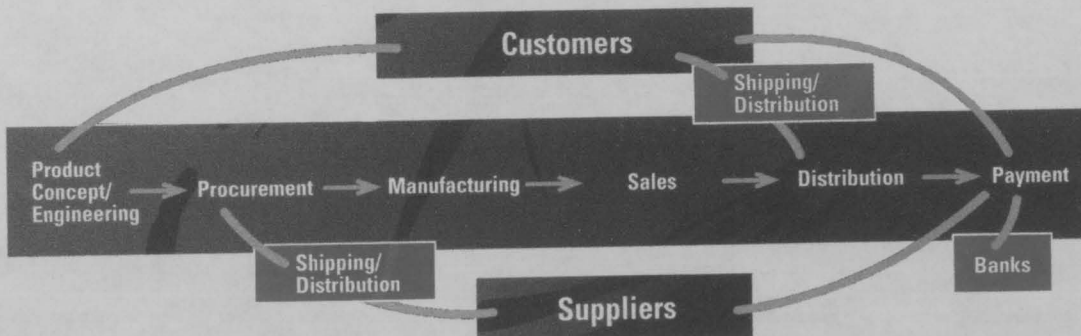 Customers
Shipping/
Distribution
Product
Concept/
Engineering
Procurement
Manufacturing
Sales
Distribution
Payment
Shipping/
Distribution
Banks
Suppliers